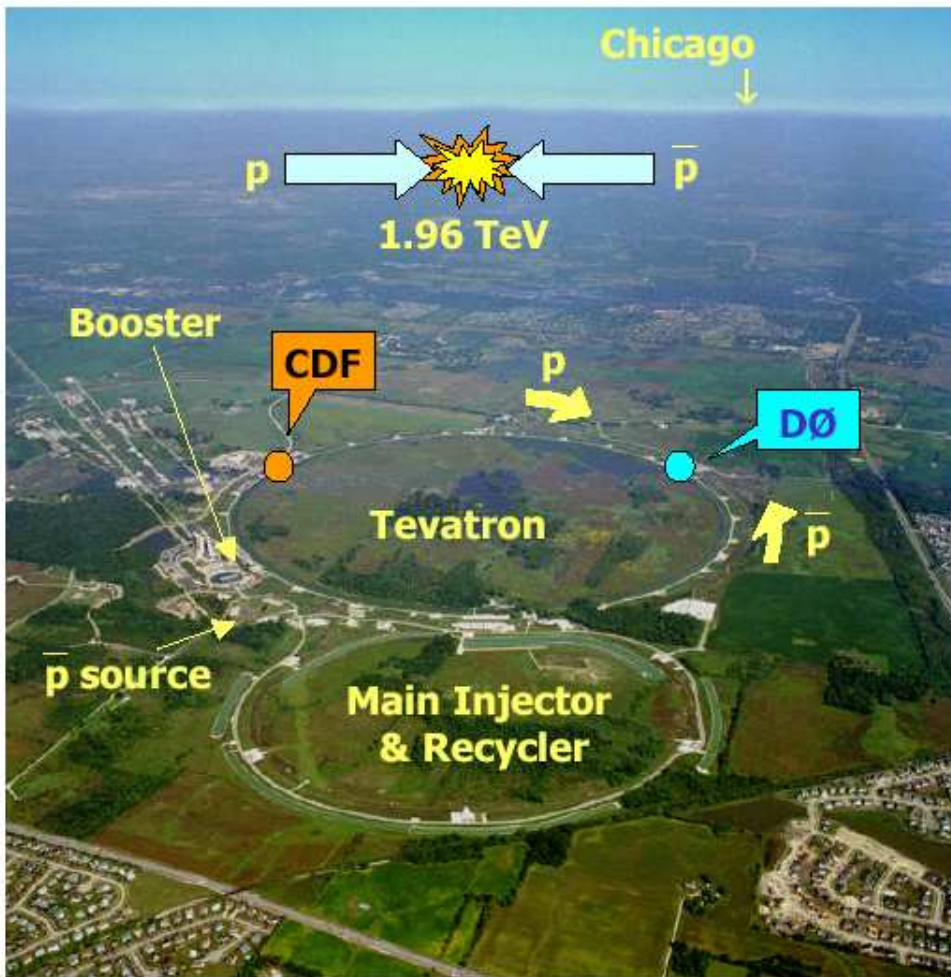 Chicago
↓
p p̅
1.96 TeV
Booster
CDF
p
DØ
Tevatron
p̅
p̅ source
Main Injector
& Recycler